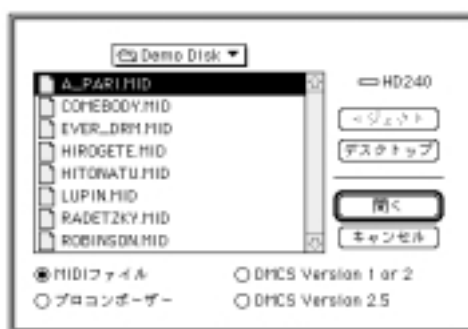 Demo Disk
A_PARI.MID
HD240
COMEBODY.MID
EVER_DRM.MID
イジェクト
HIROGETE.MID
デスクトップ
HITONATU.MID
LUPIN.MID
開く
RADETZKY.MID
ROBINSON.MID
キャンセル
MIDIファイル
DMCS Version 1 or 2
プロコンポーザー
DMCS Version 2.5